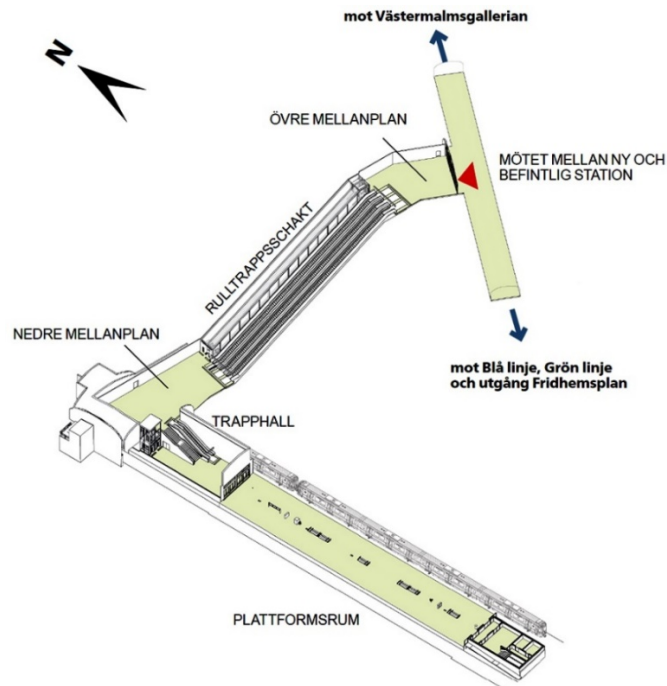 mot Västermalmsgallerian
N
ÖVRE MELLANPLAN
MÖTET MELLAN NY OCH
BEFINTLIG STATION
RULLTRAPPSSCHAKT
NEDRE MELLANPLAN
mot Blå linje, Grön linje
och utgång Fridhemsplan
TRAPPHALL
PLATTFORMSRUM